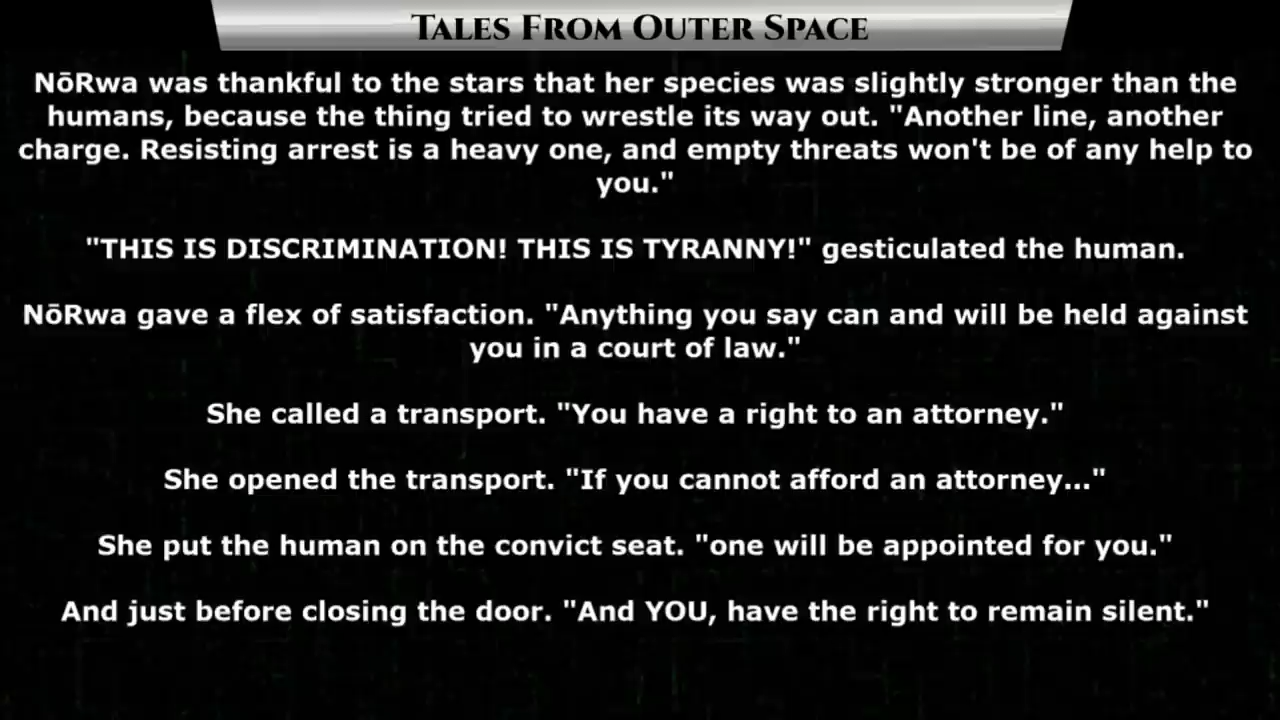 Tales From Outer Space
NōRwa was thankful to the stars that her species was slightly stronger than the
humans, because the thing tried to wrestle its way out. "Another line, another
charge. Resisting arrest is a heavy one, and empty threats won't be of any help to
you."
"THIS IS DISCRIMINATION! THIS IS TYRANNY!" gesticulated the human.
NōRwa gave a flex of satisfaction. "Anything you say can and will be held against
you in a court of law."
She called a transport. "You have a right to an attorney."
She opened the transport. "If you cannot afford an attorney..."
She put the human on the convict seat. "one will be appointed for you."
And just before closing the door. "And YOU, have the right to remain silent."